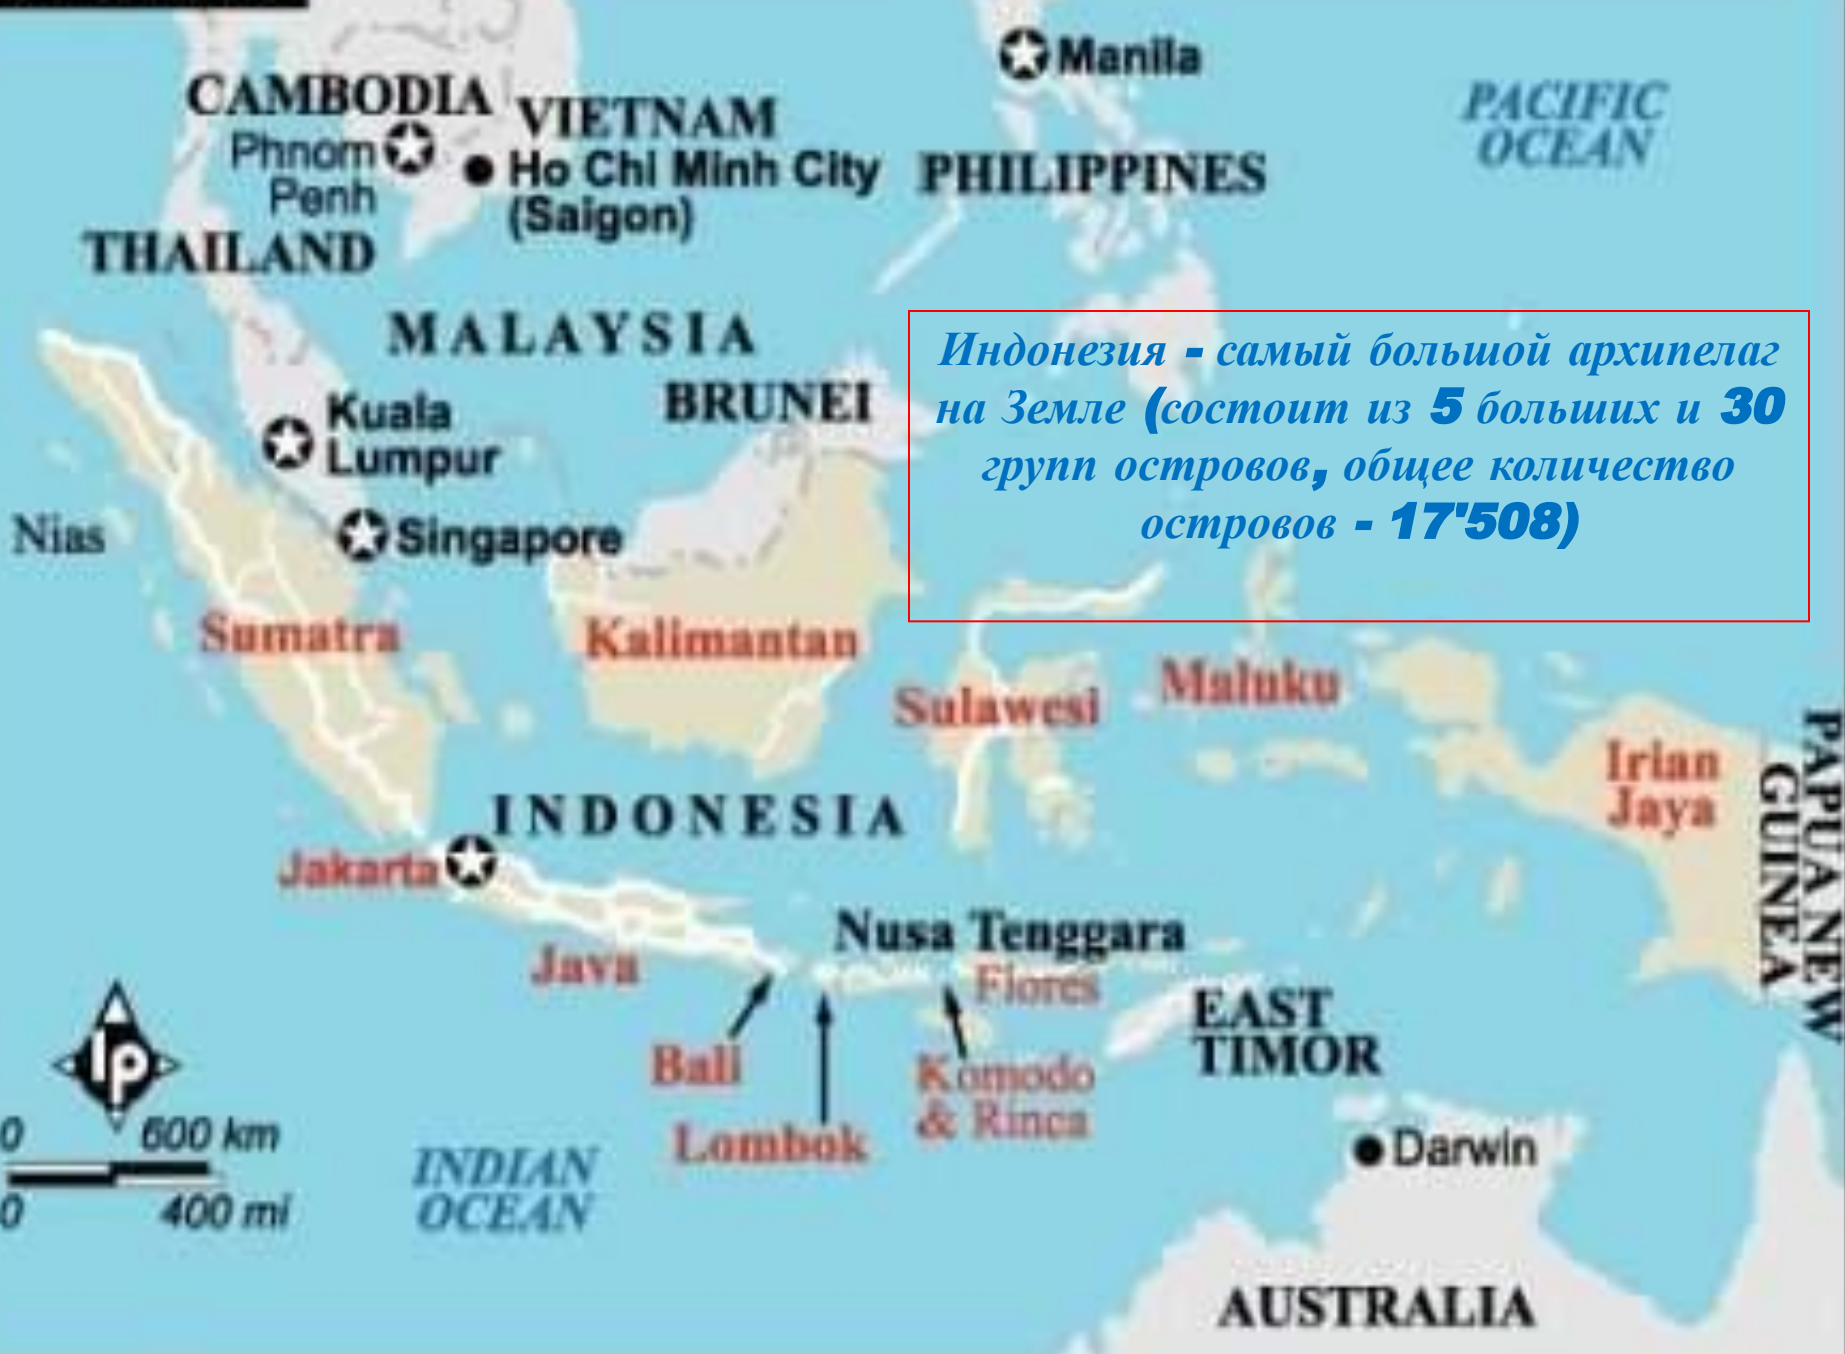 Manila
PACIFIC
OCEAN
CAMBODIA
VIETNAM
Phnom
Penh
Ho Chi Minh City
(Saigon)
PHILIPPINES
THAILAND
MALAYSIA
BRUNEI
Индонезия - самый большой архипелаг
на Земле (состоит из 5 больших и 30
групп островов, общее количество
островов - 17'508)
Kuala
Lumpur
Nias
Singapore
Sumatra
Kalimantan
Sulawesi
Maluku
Irian
Jaya
PAPUA NEW
GUINEA
INDONESIA
Jakarta
Java
Nusa Tenggara
Flores
EAST
TIMOR
Bali
Komodo
& Rinca
Lombok
lp
0 600 km
0 400 mi
INDIAN
OCEAN
Darwin
AUSTRALIA